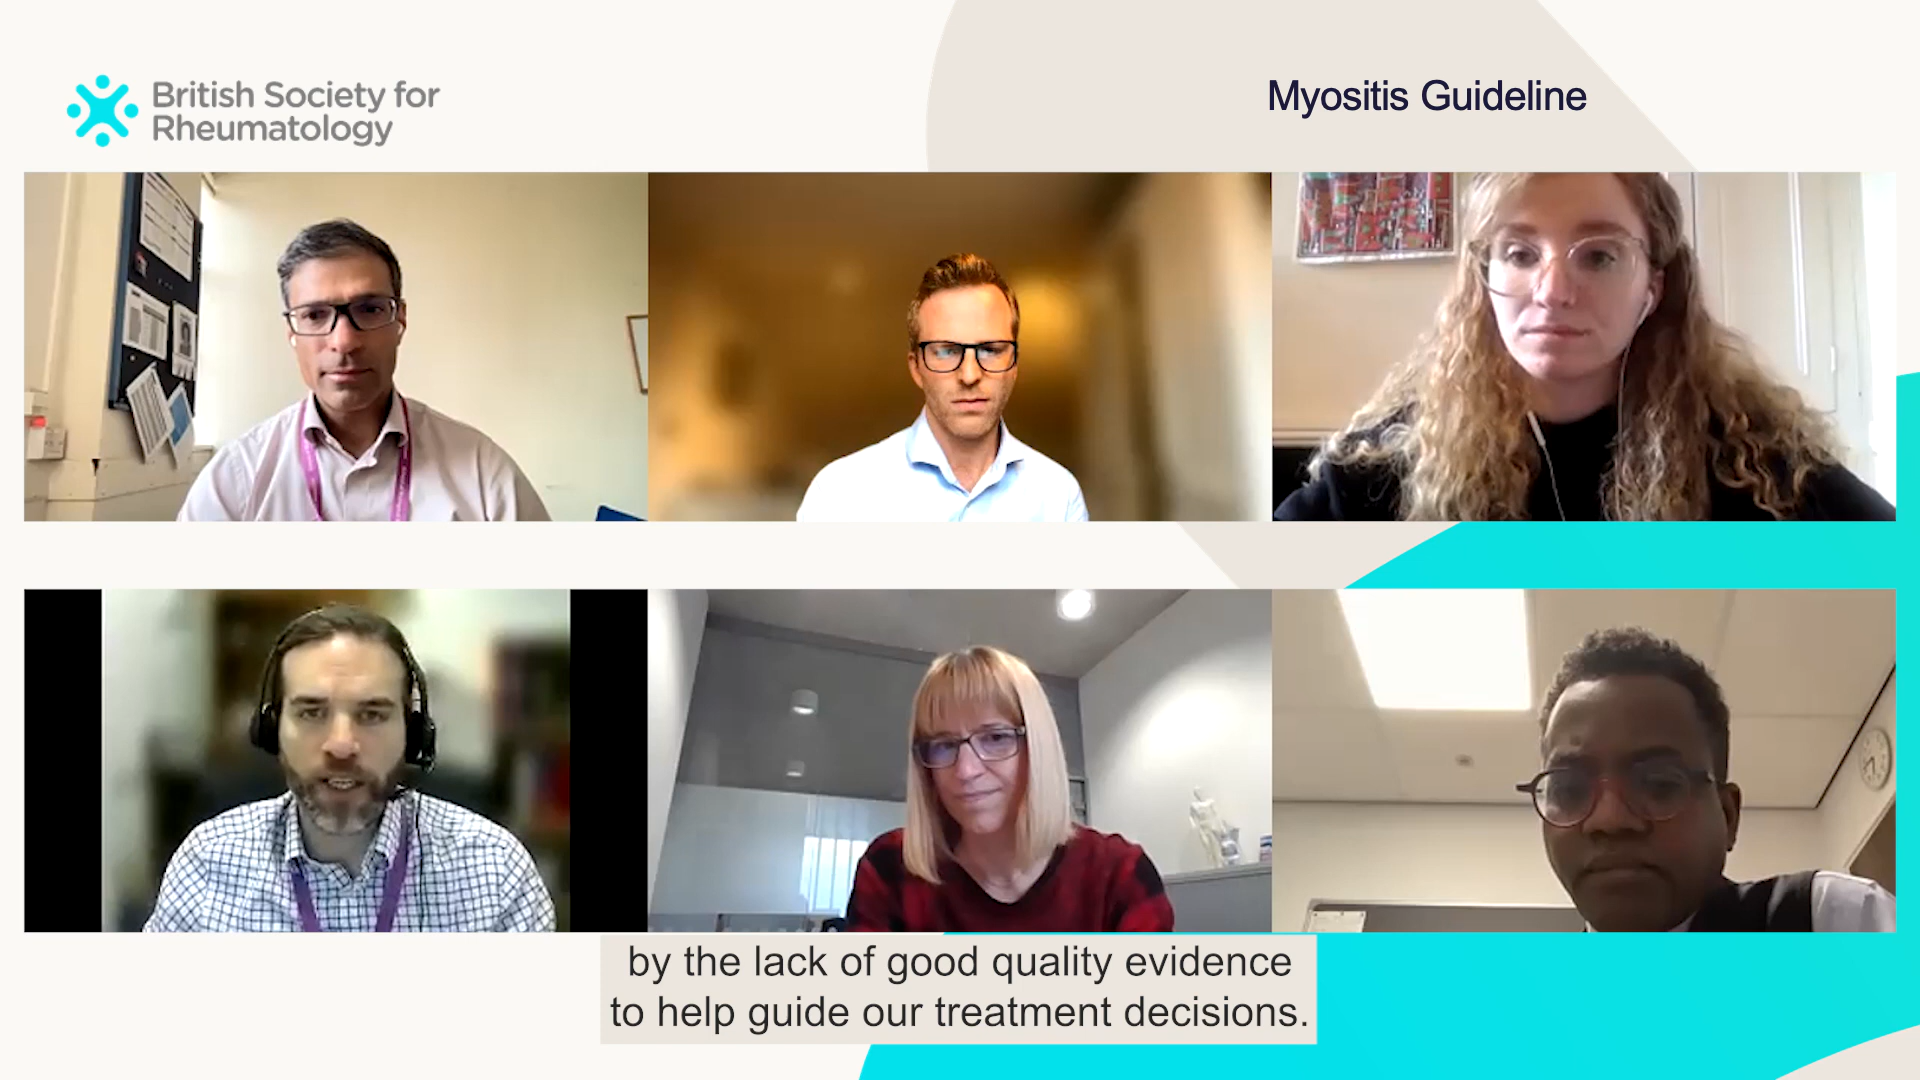 British Society for
Rheumatology
Myositis Guideline
by the lack of good quality evidence
to help guide our treatment decisions.